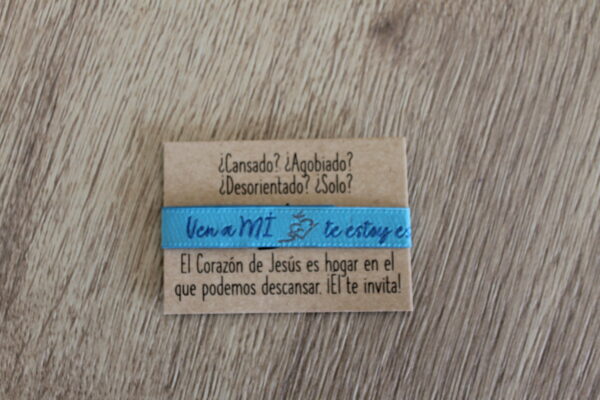 ¿Cansado? ¿Agobiado?
¿Desorientado? ¿Solo?
Ven a MÍ te estoy e
El Corazón de Jesús es hogar en el
que podemos descansar. ¡El te invita!